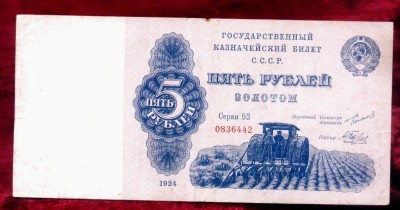 ГОСУДАРСТВЕННЫЙ
КАЗНАЧЕЙСКИЙ БИЛЕТ
С.С.С.Р.
ПЯТЬ РУБЛЕЙ
ЗОЛОТОМ
5
ПЯТЬ
РУБЛЕЙ
Серия 52
0836442
Народный Комиссар
Финансов
Кассир
1924